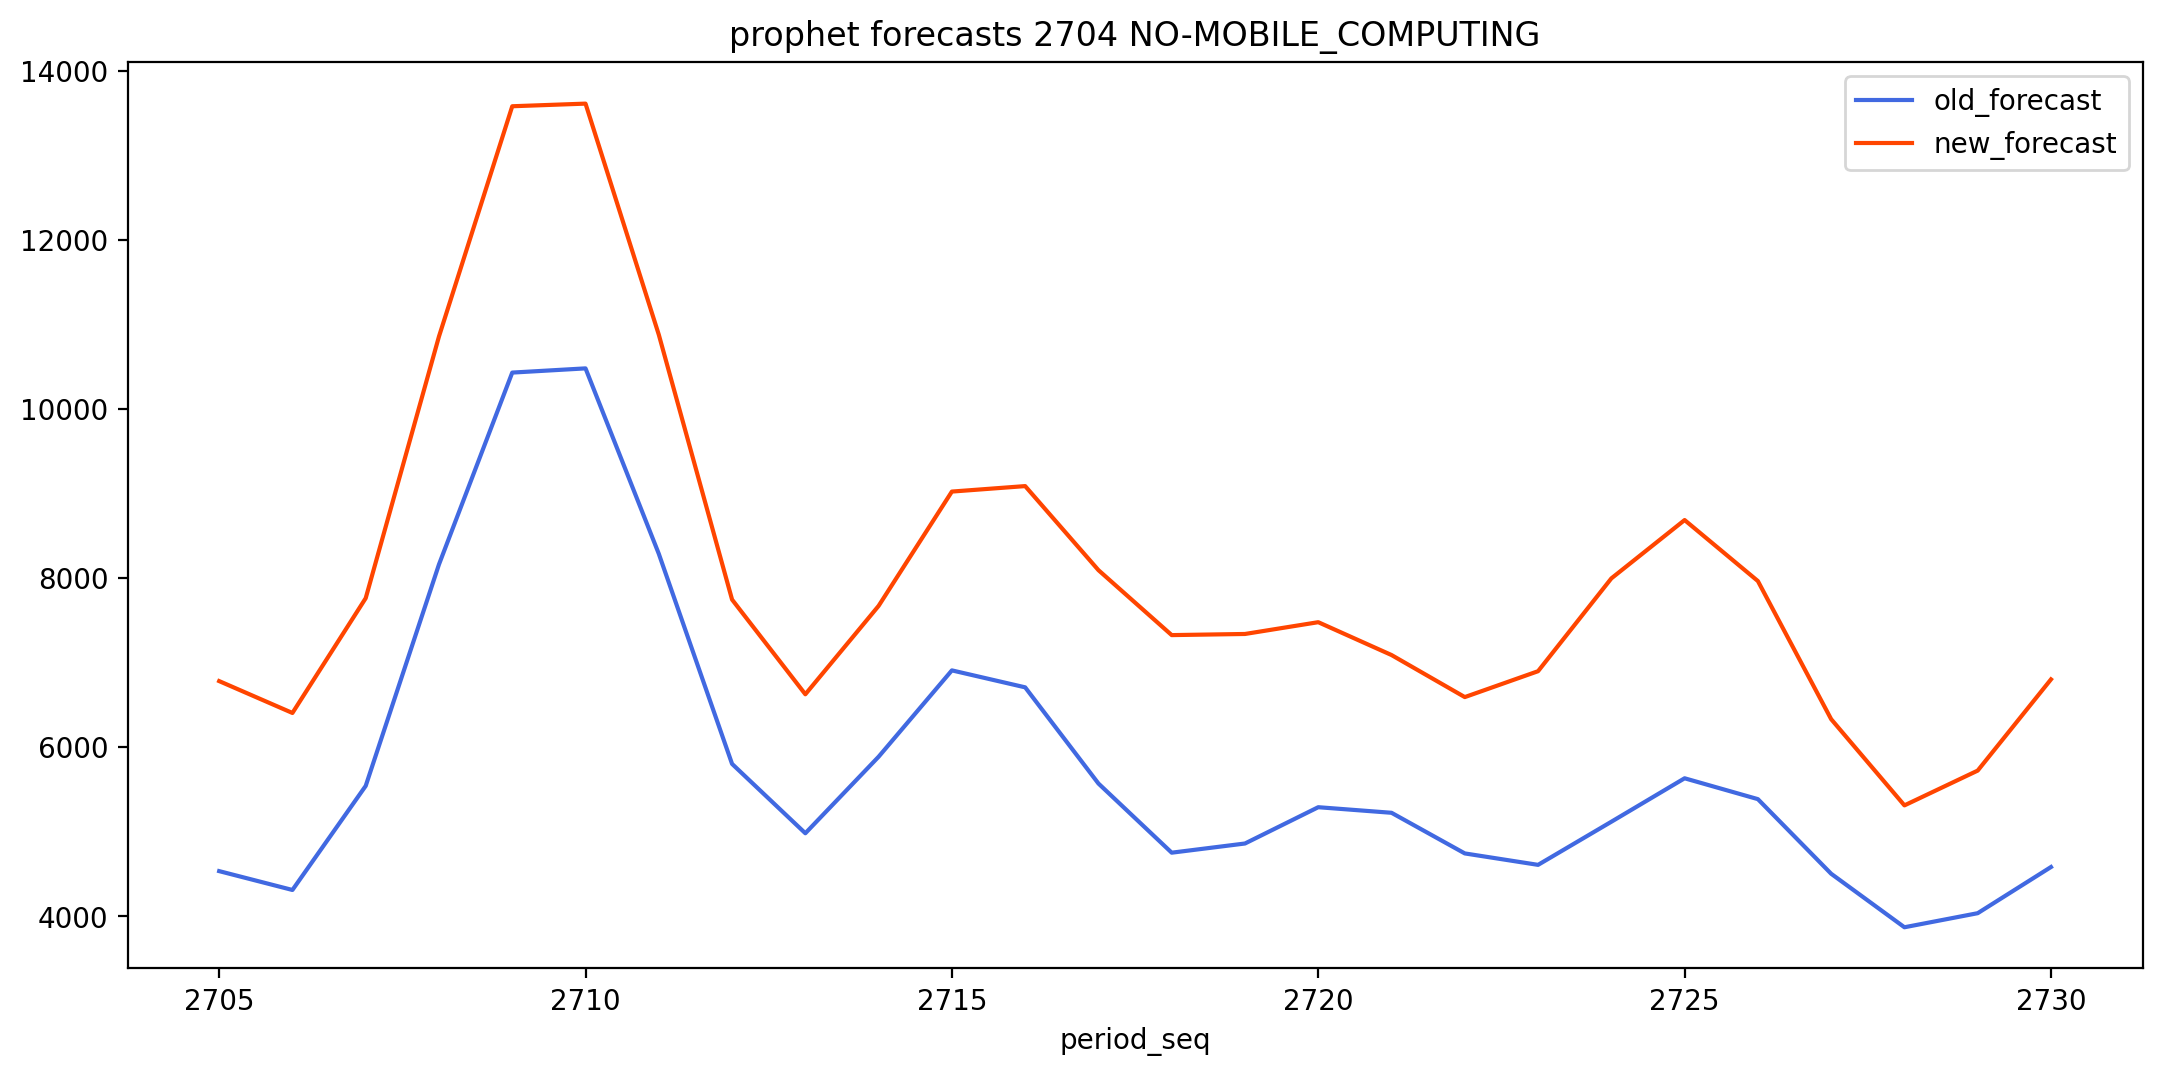 prophet forecasts 2704 NO-MOBILE_COMPUTING
14000
12000
10000
8000
6000
4000
old_forecast
new_forecast
2705 2710 2715 2720 2725 2730
period_seq